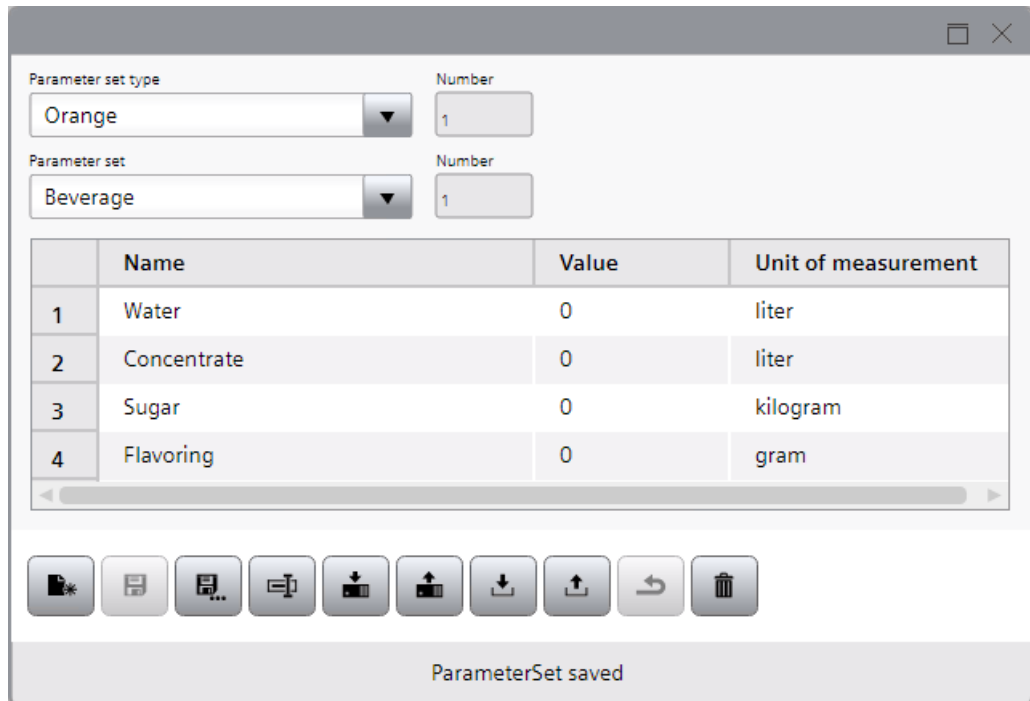 Parameter set type Number
Orange 1
Parameter set Number
Beverage 1
Name Value Unit of measurement
1 Water 0 liter
2 Concentrate 0 liter
3 Sugar 0 kilogram
4 Flavoring 0 gram
ParameterSet saved